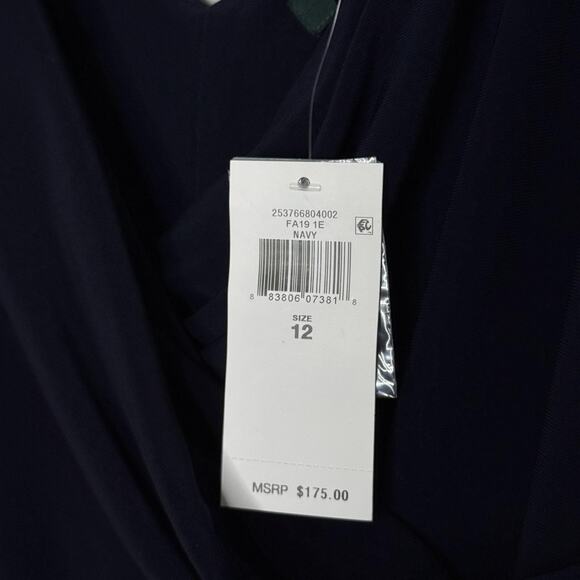 253766804002
FA19 1E
NAVY
8 83806 07381 8
SIZE
12
MSRP $175.00